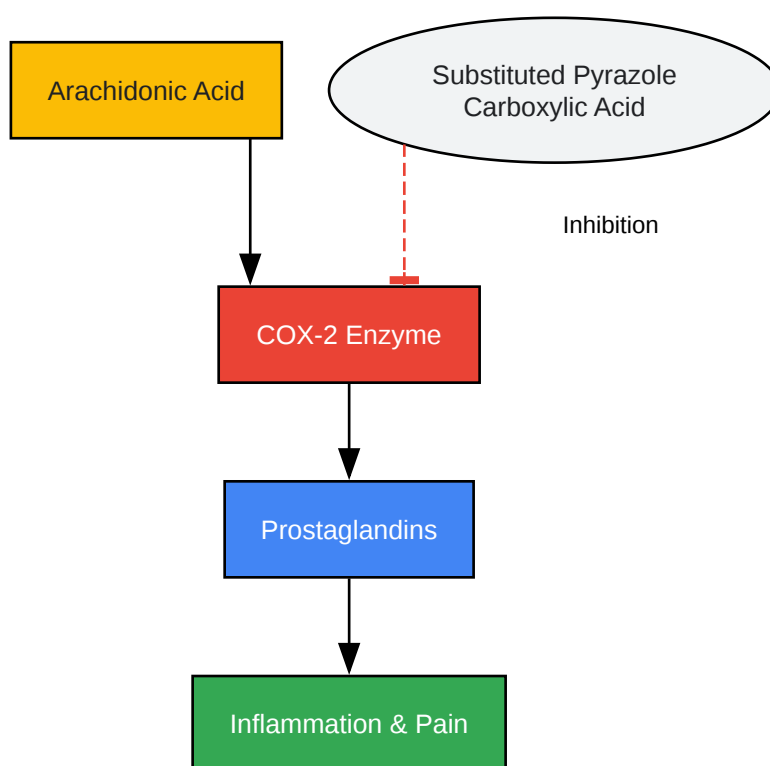 Arachidonic Acid
Substituted Pyrazole
Carboxylic Acid
Inhibition
COX-2 Enzyme
Prostaglandins
Inflammation & Pain